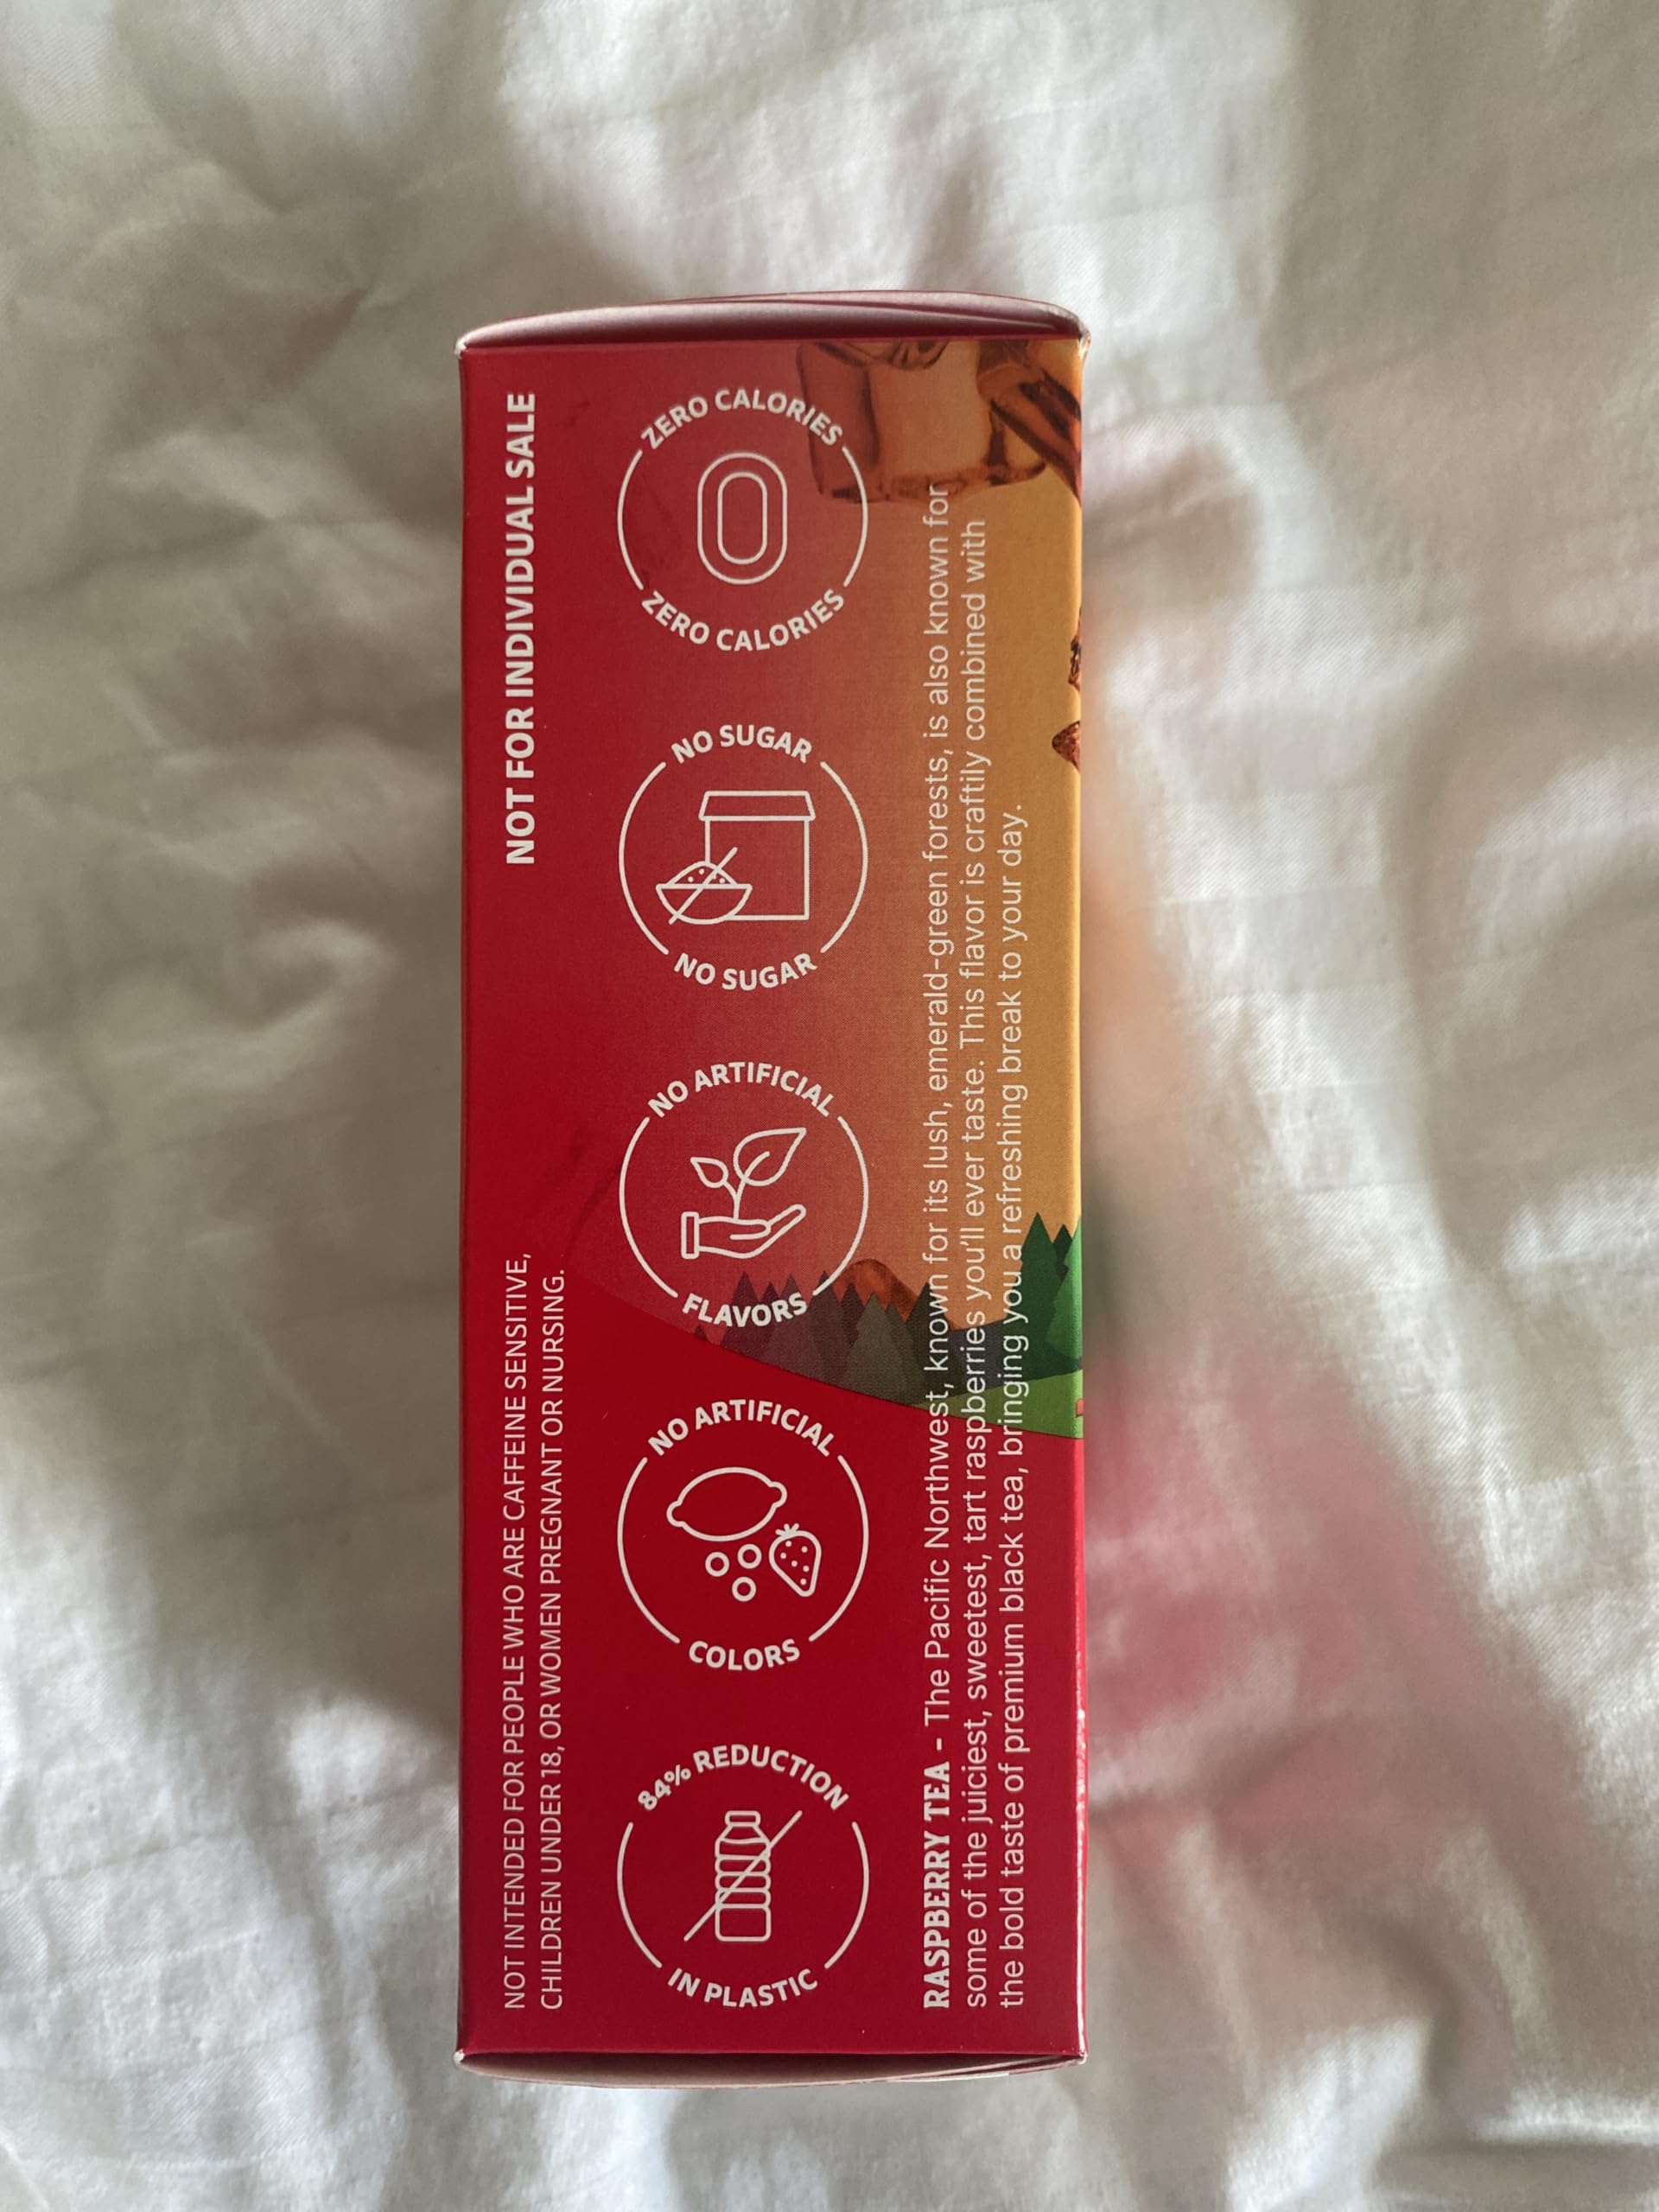 NOT INTENDED FOR PEOPLE WHO ARE CAFFEINE SENSITIVE,
CHILDREN UNDER 18, OR WOMEN PREGNANT OR NURSING.
NOT FOR INDIVIDUAL SALE
84% REDUCTION
IN PLASTIC
NO ARTIFICIAL
COLORS
NO ARTIFICIAL
FLAVORS
NO SUGAR
NO SUGAR
ZERO CALORIES
0
ZERO CALORIES
RASPBERRY TEA - The Pacific Northwest, known for its lush, emerald-green forests, is also known for
some of the juiciest, sweetest, tart raspberries you'll ever taste. This flavor is craftily combined with
the bold taste of premium black tea, bringing you a refreshing break to your day.